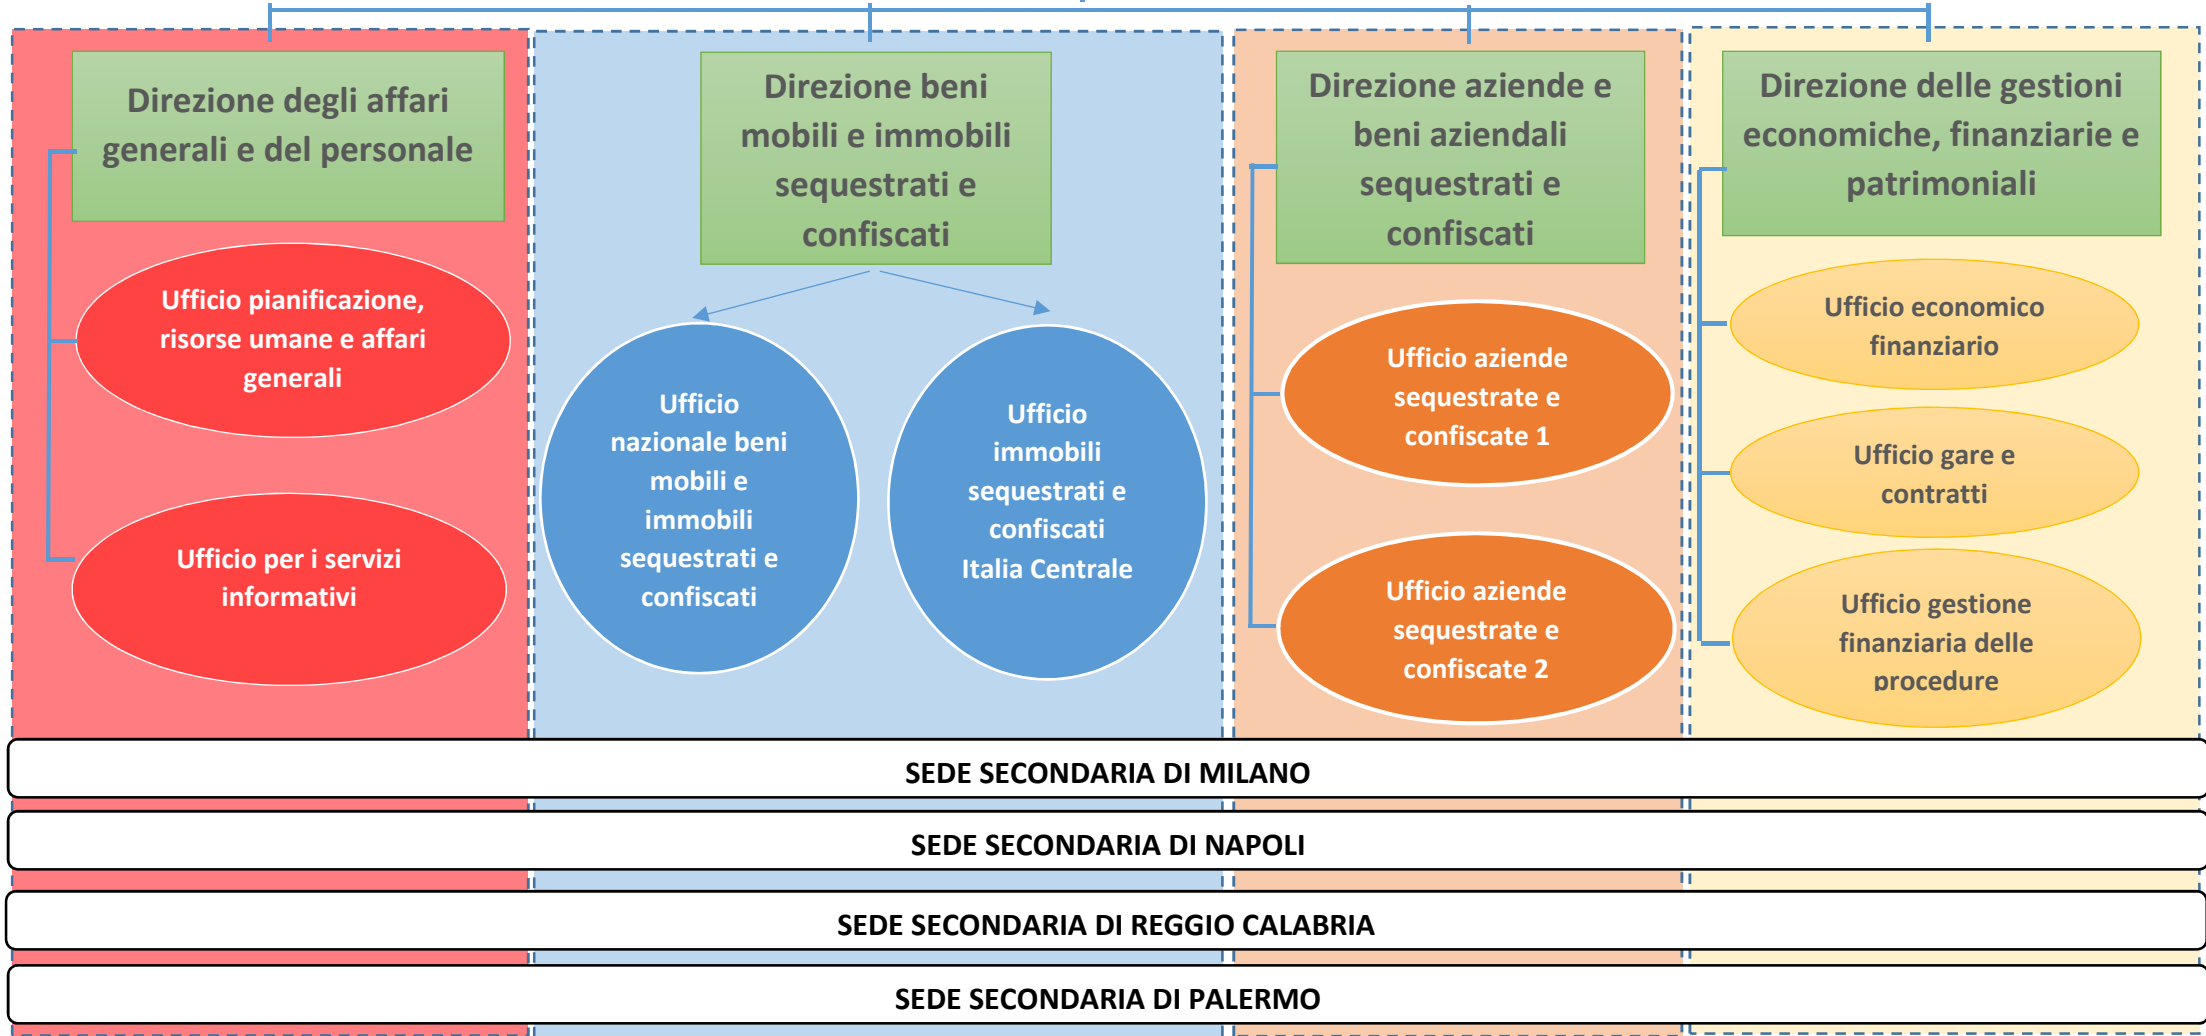 Direzione degli affari
generali e del personale
Ufficio pianificazione,
risorse umane e affari
generali
Ufficio per i servizi
informativi
Direzione beni
mobili e immobili
sequestrati e
confiscati
Ufficio
nazionale beni
mobili e
immobili
sequestrati e
confiscati
Ufficio
immobili
sequestrati e
confiscati
Italia Centrale
Direzione aziende e
beni aziendali
sequestrati e
confiscati
Ufficio aziende
sequestrate e
confiscate 1
Ufficio aziende
sequestrate e
confiscate 2
Direzione delle gestioni
economiche, finanziarie e
patrimoniali
Ufficio economico
finanziario
Ufficio gare e
contratti
Ufficio gestione
finanziaria delle
procedure
SEDE SECONDARIA DI MILANO
SEDE SECONDARIA DI NAPOLI
SEDE SECONDARIA DI REGGIO CALABRIA
SEDE SECONDARIA DI PALERMO